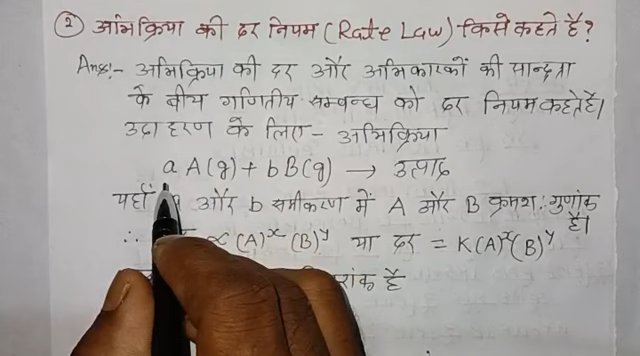 ② अभिक्रिया की दर नियम (Rate Law) किसे कहते है?
Ans:- अभिक्रिया की दर और अभिकारकों की सान्द्रता
के बीच गणितीय सम्बन्ध को दर नियम कहते है।
उदाहरण के लिए - अभिक्रिया
a A(g) + b B(g) → उत्पाद
यहाँ और b समीकरण में A और B क्रमश: गुणांक है।
∴ ∝ (A)ˣ (B)ʸ या दर = K(A)ˣ(B)ʸ
है